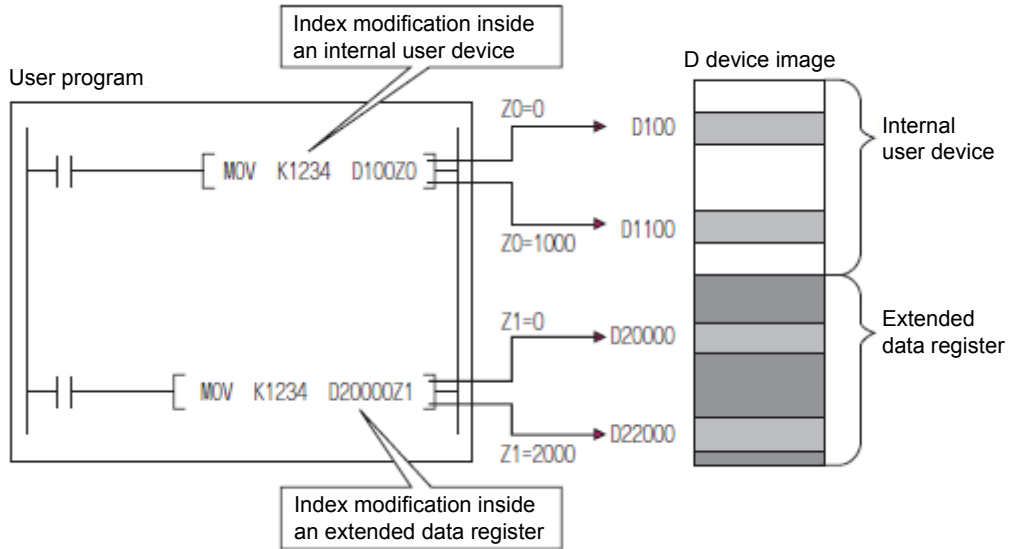 Index modification inside
an internal user device
User program
D device image
Z0=0
D100
MOV K1234 D100Z0
Internal
user device
D1100
Z0=1000
Z1=0
D20000
Extended
data register
MOV K1234 D20000Z1
D22000
Z1=2000
Index modification inside
an extended data register